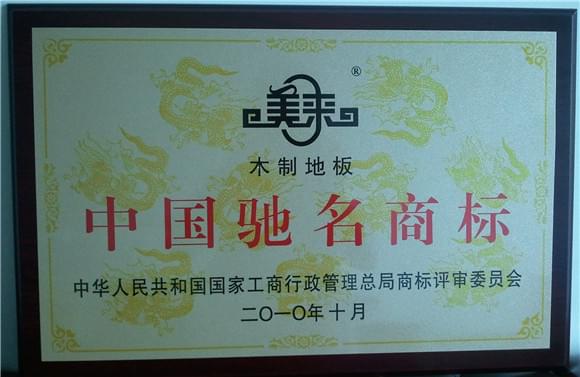 ®
美来
木制地板
中国驰名商标
中华人民共和国国家工商行政管理总局商标评审委员会
二〇一〇年十月